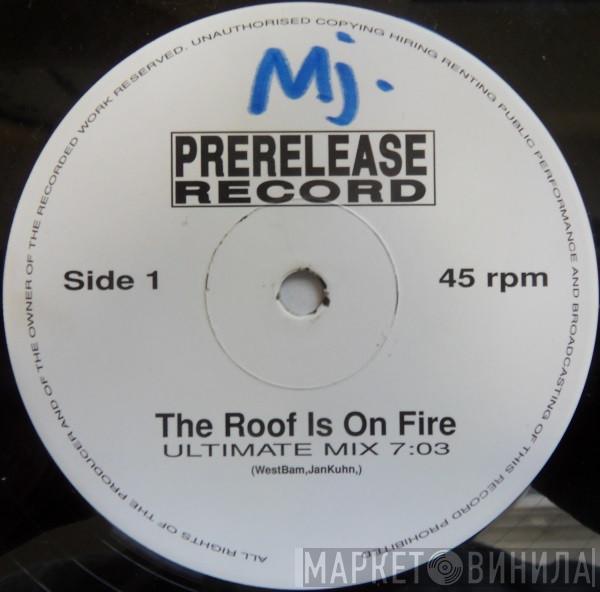 ALL RIGHTS OF THE PRODUCER AND OF THE OWNER OF THE RECORDED WORK RESERVED. UNAUTHORISED COPYING HIRING RENTING PUBLIC PERFORMANCE AND BROADCASTING OF THIS RECORD PROHIBITED
Mj.
PRERELEASE
RECORD
Side 1
45 rpm
The Roof Is On Fire
ULTIMATE MIX 7:03
(WestBam,JanKuhn,)
МАРКЕТ ВИНИЛА